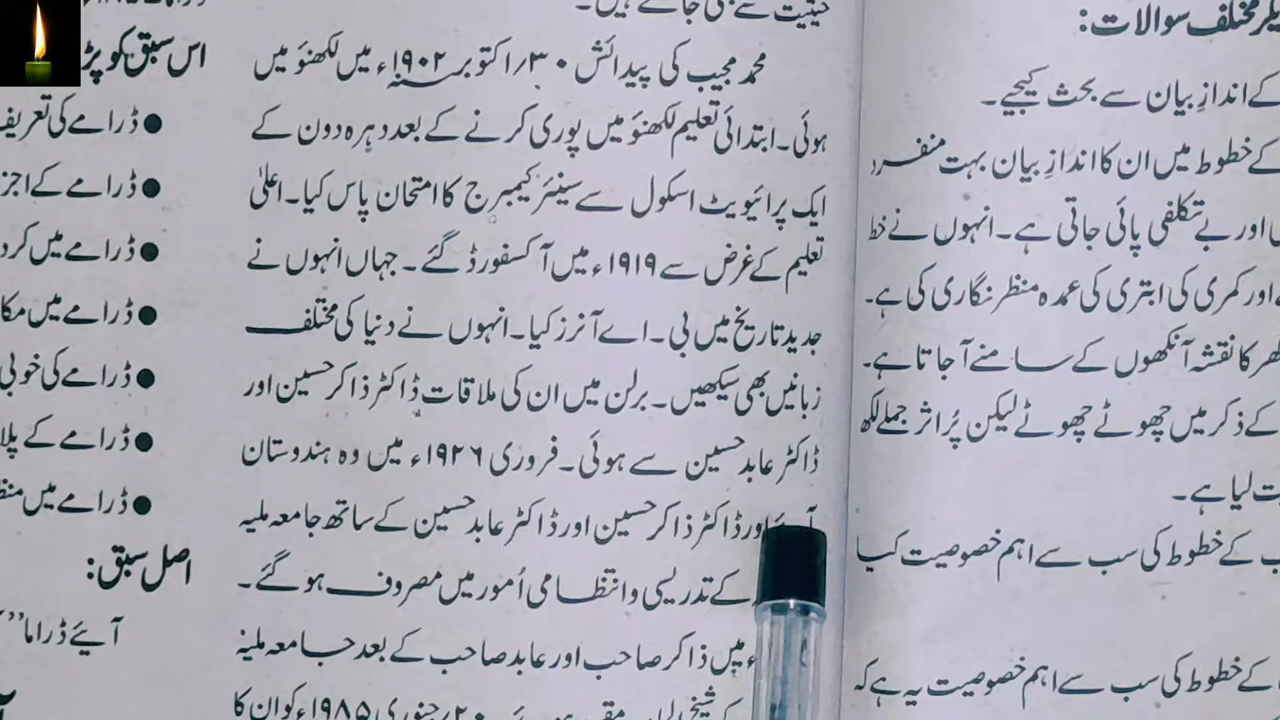 دیگر مختلف سوالات:
کے اندازِ بیان سے بحث کیجیے۔
کے خطوط میں ان کا اندازِ بیان بہت منفرد
اور بے تکلفی پائی جاتی ہے۔ انہوں نے خط
اور کمری کی ابتری کی عمدہ منظر نگاری کی ہے۔
کا نقشہ آنکھوں کے سامنے آ جاتا ہے۔
کے ذکر میں چھوٹے چھوٹے لیکن پُر اثر جملے لکھ
لیا ہے۔
کے خطوط کی سب سے اہم خصوصیت کیا
کے خطوط کی سب سے اہم خصوصیت یہ ہے کہ
حیثیت سے بھی جانے جاتے ہیں۔
محمد مجیب کی پیدائش ۳۰/اکتوبر ۱۹۰۲ء میں لکھنؤ میں
ہوئی۔ ابتدائی تعلیم لکھنؤ میں پوری کرنے کے بعد دہرہ دون کے
ایک پرائیویٹ اسکول سے سینئر کیمبرج کا امتحان پاس کیا۔ اعلیٰ
تعلیم کے غرض سے ۱۹۱۹ء میں آکسفورڈ گئے۔ جہاں انہوں نے
جدید تاریخ میں بی۔اے آنرز کیا۔ انہوں نے دنیا کی مختلف
زبانیں بھی سیکھیں۔ برلن میں ان کی ملاقات ڈاکٹر ذاکر حسین اور
ڈاکٹر عابد حسین سے ہوئی۔ فروری ۱۹۲۶ء میں وہ ہندوستان
اور ڈاکٹر ذاکر حسین اور ڈاکٹر عابد حسین کے ساتھ جامعہ ملیہ
کے تدریسی و انتظامی اُمور میں مصروف ہو گئے۔
میں ذاکر صاحب اور عابد صاحب کے بعد جامعہ ملیّہ
۲۰/جنوری ۱۹۸۵ء کو ان کا
اس سبق کو
● ڈرامے کی تعریف
● ڈرامے کے اجز
● ڈرامے میں کرد
● ڈرامے میں مکا
● ڈرامے کی خوبی
● ڈرامے کے پلا
● ڈرامے میں منظ
اصل سبق:
آیئے ڈراما "